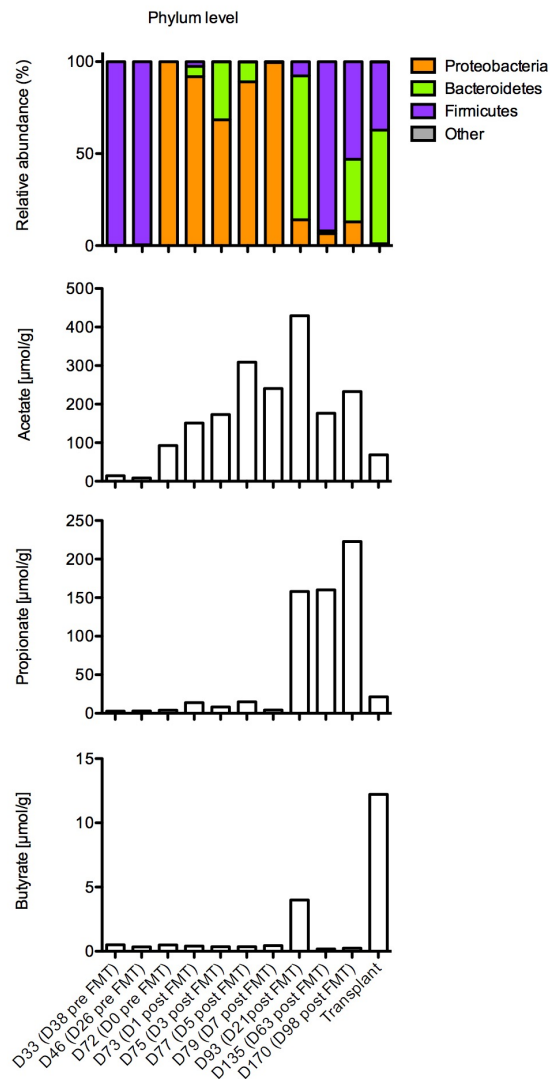 Phylum level
Relative abundance (%)
100
50
0
Proteobacteria
Bacteroidetes
Firmicutes
Other
Acetate [µmol/g]
500
400
300
200
100
0
Propionate [µmol/g]
250
200
150
100
50
0
Butyrate [µmol/g]
15
10
5
0
D33 (D38 pre FMT)
D46 (D26 pre FMT)
D72 (D0 pre FMT)
D73 (D1 post FMT)
D75 (D3 post FMT)
D77 (D5 post FMT)
D79 (D7 post FMT)
D93 (D21post FMT)
D135 (D63 post FMT)
D170 (D98 post FMT)
Transplant